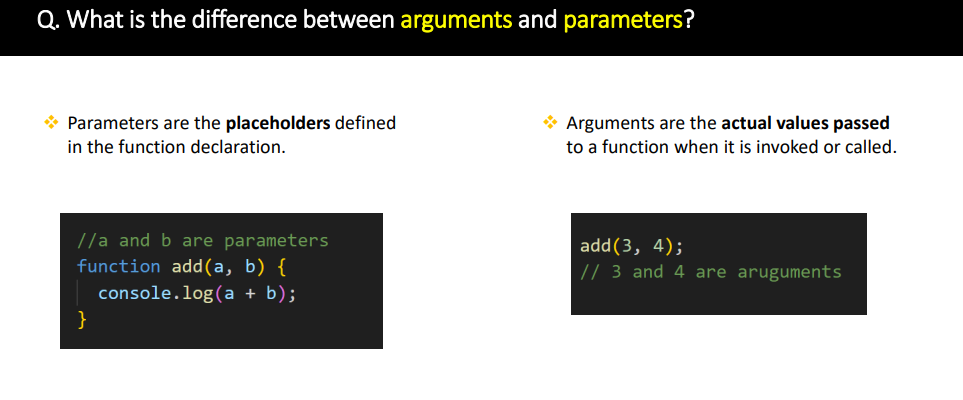 Q. What is the difference between arguments and parameters?
❖ Parameters are the placeholders defined
in the function declaration.
//a and b are parameters
function add(a, b) {
  console.log(a + b);
}
❖ Arguments are the actual values passed
to a function when it is invoked or called.
add(3, 4);
// 3 and 4 are aruguments